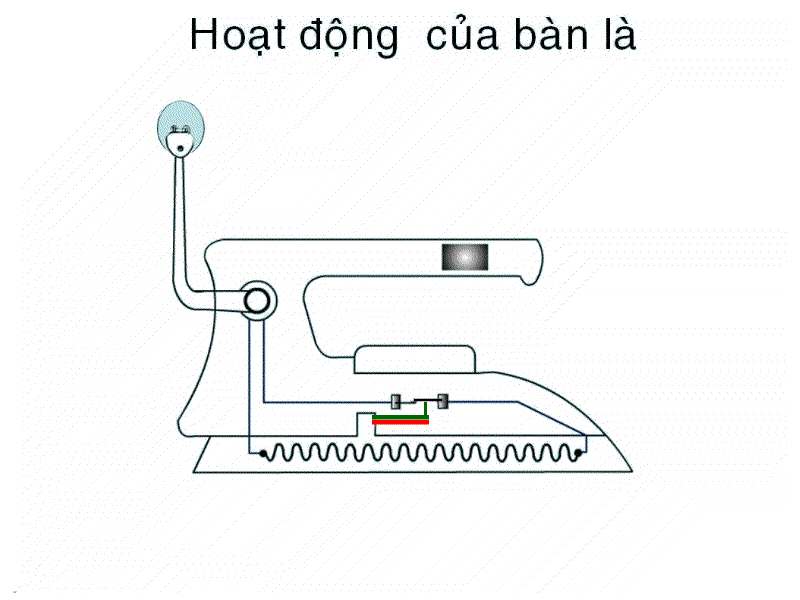 Hoạt động của bàn là